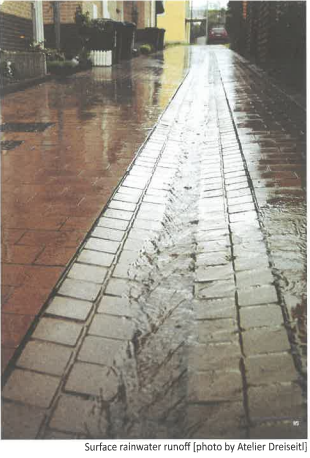 Surface rainwater runoff [photo by Atelier Dreiseitl]